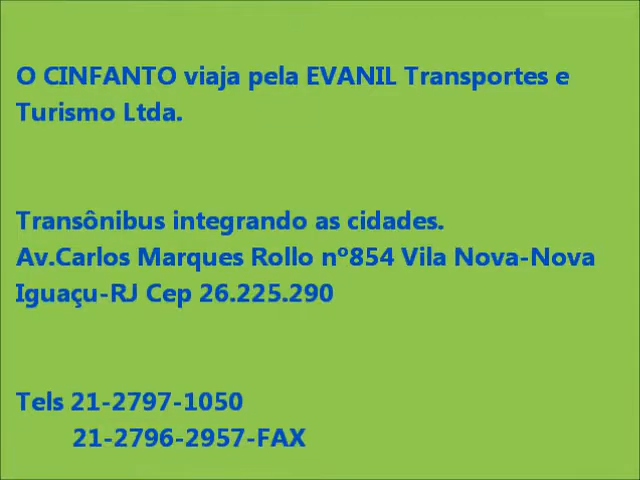 O CINFANTO viaja pela EVANIL Transportes e
Turismo Ltda.
Transônibus integrando as cidades.
Av.Carlos Marques Rollo nº854 Vila Nova-Nova
Iguaçu-RJ Cep 26.225.290
Tels 21-2797-1050
21-2796-2957-FAX